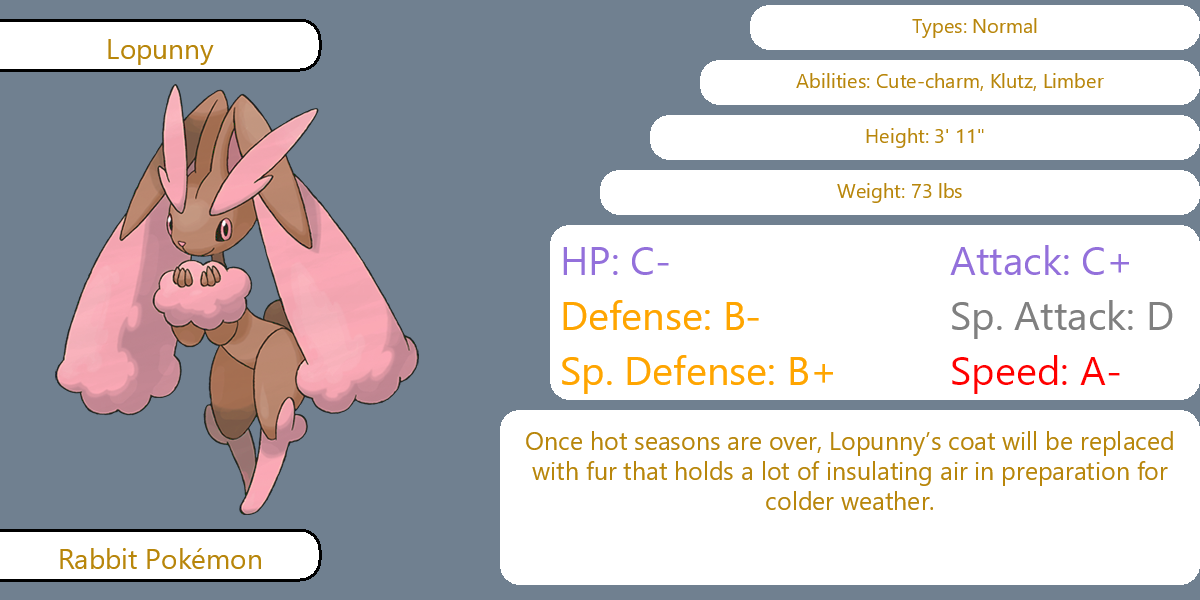 Lopunny
Types: Normal
Abilities: Cute-charm, Klutz, Limber
Height: 3' 11"
Weight: 73 lbs
HP: C-
Attack: C+
Defense: B-
Sp. Attack: D
Sp. Defense: B+
Speed: A-
Once hot seasons are over, Lopunny’s coat will be replaced
with fur that holds a lot of insulating air in preparation for
colder weather.
Rabbit Pokémon